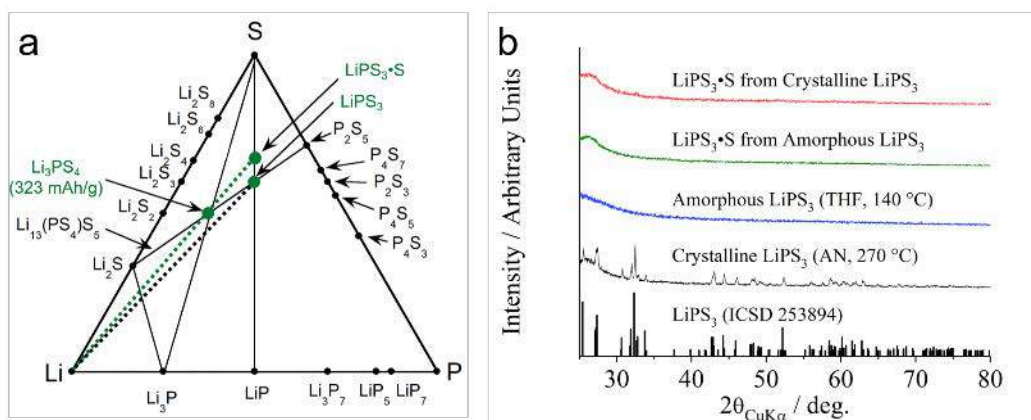 a
S
LiPS₃•S
LiPS₃
Li₂S₈
Li₂S₆
Li₂S₄
Li₂S₃
Li₂S₂
Li₃PS₄
(323 mAh/g)
Li₁₃(PS₄)S₅
Li₂S
P₂S₅
P₄S₇
P₂S₃
P₄S₅
P₄S₃
Li
Li₃P
LiP
Li₃P₇
LiP₅
LiP₇
P
b
Intensity / Arbitrary Units
LiPS₃•S from Crystalline LiPS₃
LiPS₃•S from Amorphous LiPS₃
Amorphous LiPS₃ (THF, 140 °C)
Crystalline LiPS₃ (AN, 270 °C)
LiPS₃ (ICSD 253894)
30 40 50 60 70 80
2θCuKα / deg.